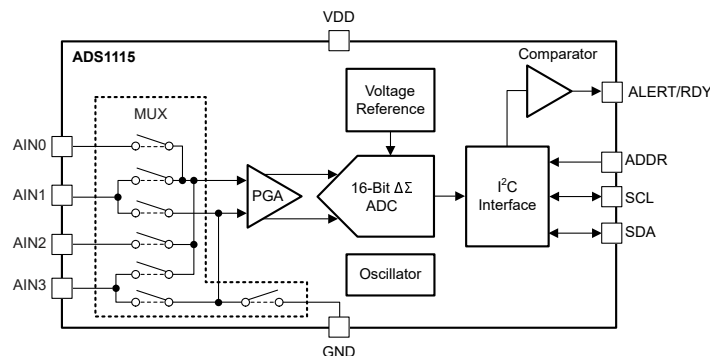 VDD
ADS1115
Comparator
MUX
Voltage
Reference
ALERT/RDY
AIN0
ADDR
AIN1
PGA
16-Bit ΔΣ
ADC
I²C
Interface
SCL
AIN2
SDA
Oscillator
AIN3
GND